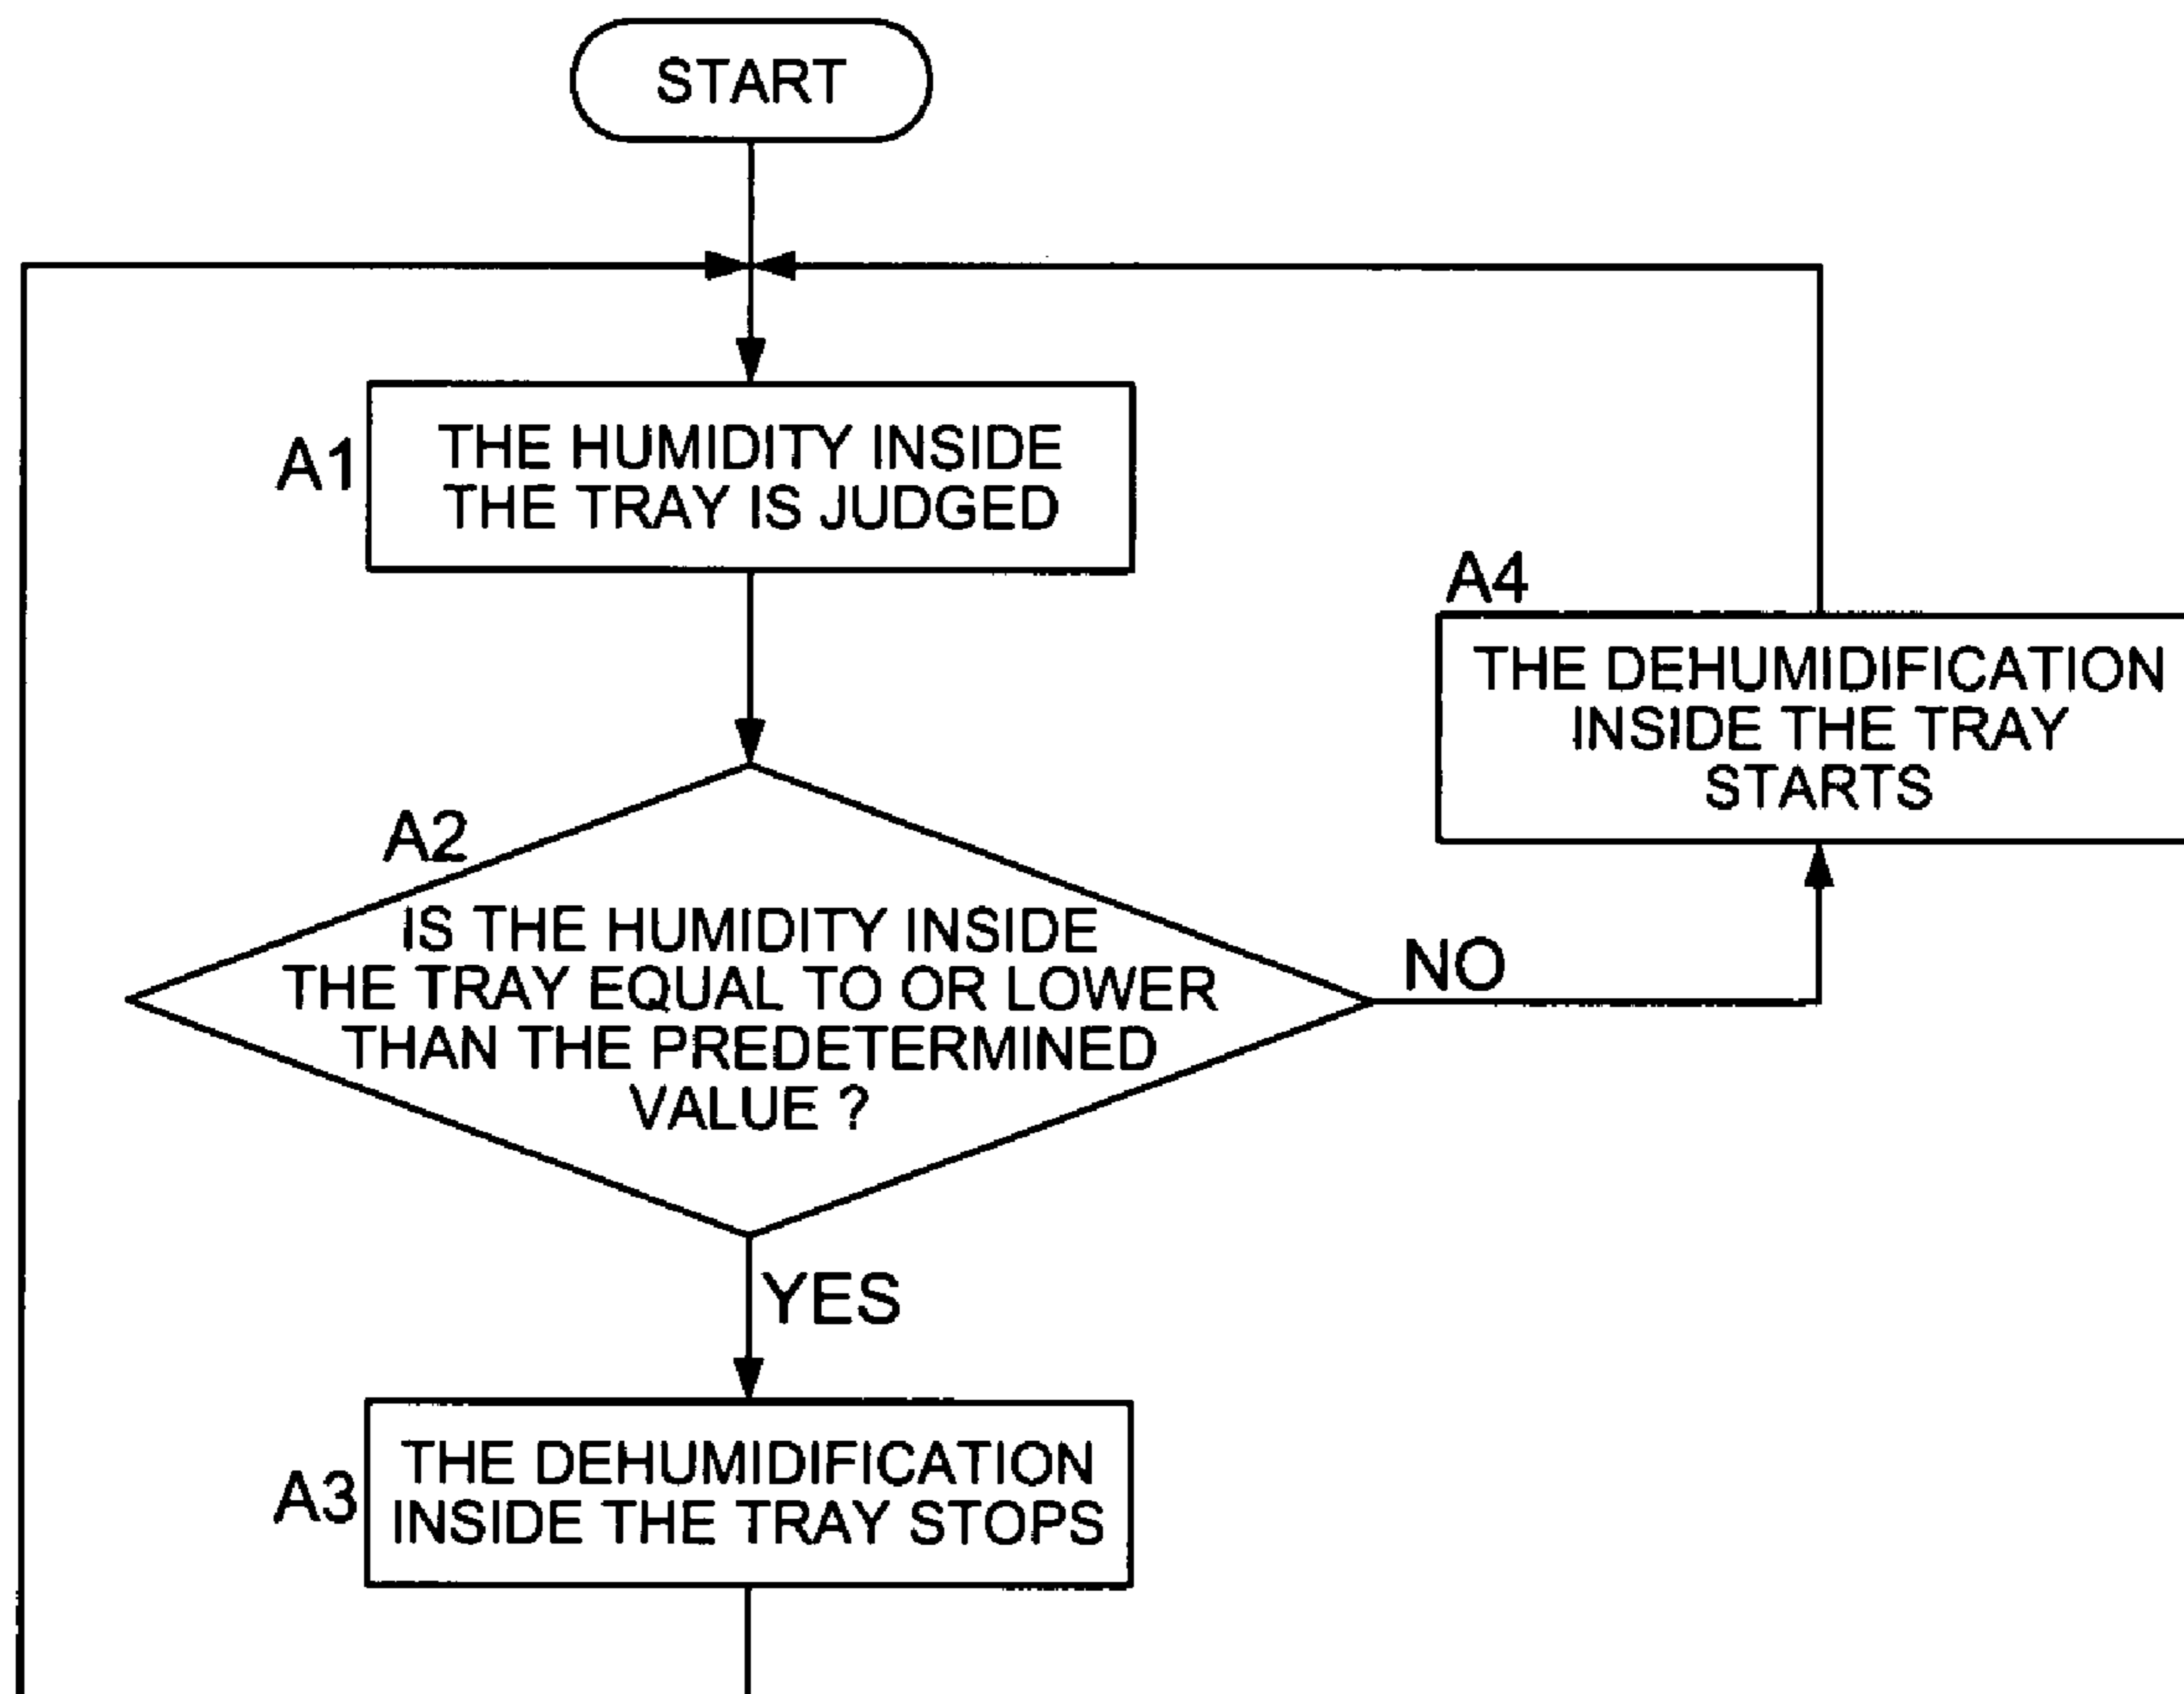 START
A1
THE HUMIDITY INSIDE
THE TRAY IS JUDGED
A4
THE DEHUMIDIFICATION
INSIDE THE TRAY
STARTS
A2
IS THE HUMIDITY INSIDE
THE TRAY EQUAL TO OR LOWER
THAN THE PREDETERMINED
VALUE ?
NO
YES
A3
THE DEHUMIDIFICATION
INSIDE THE TRAY STOPS